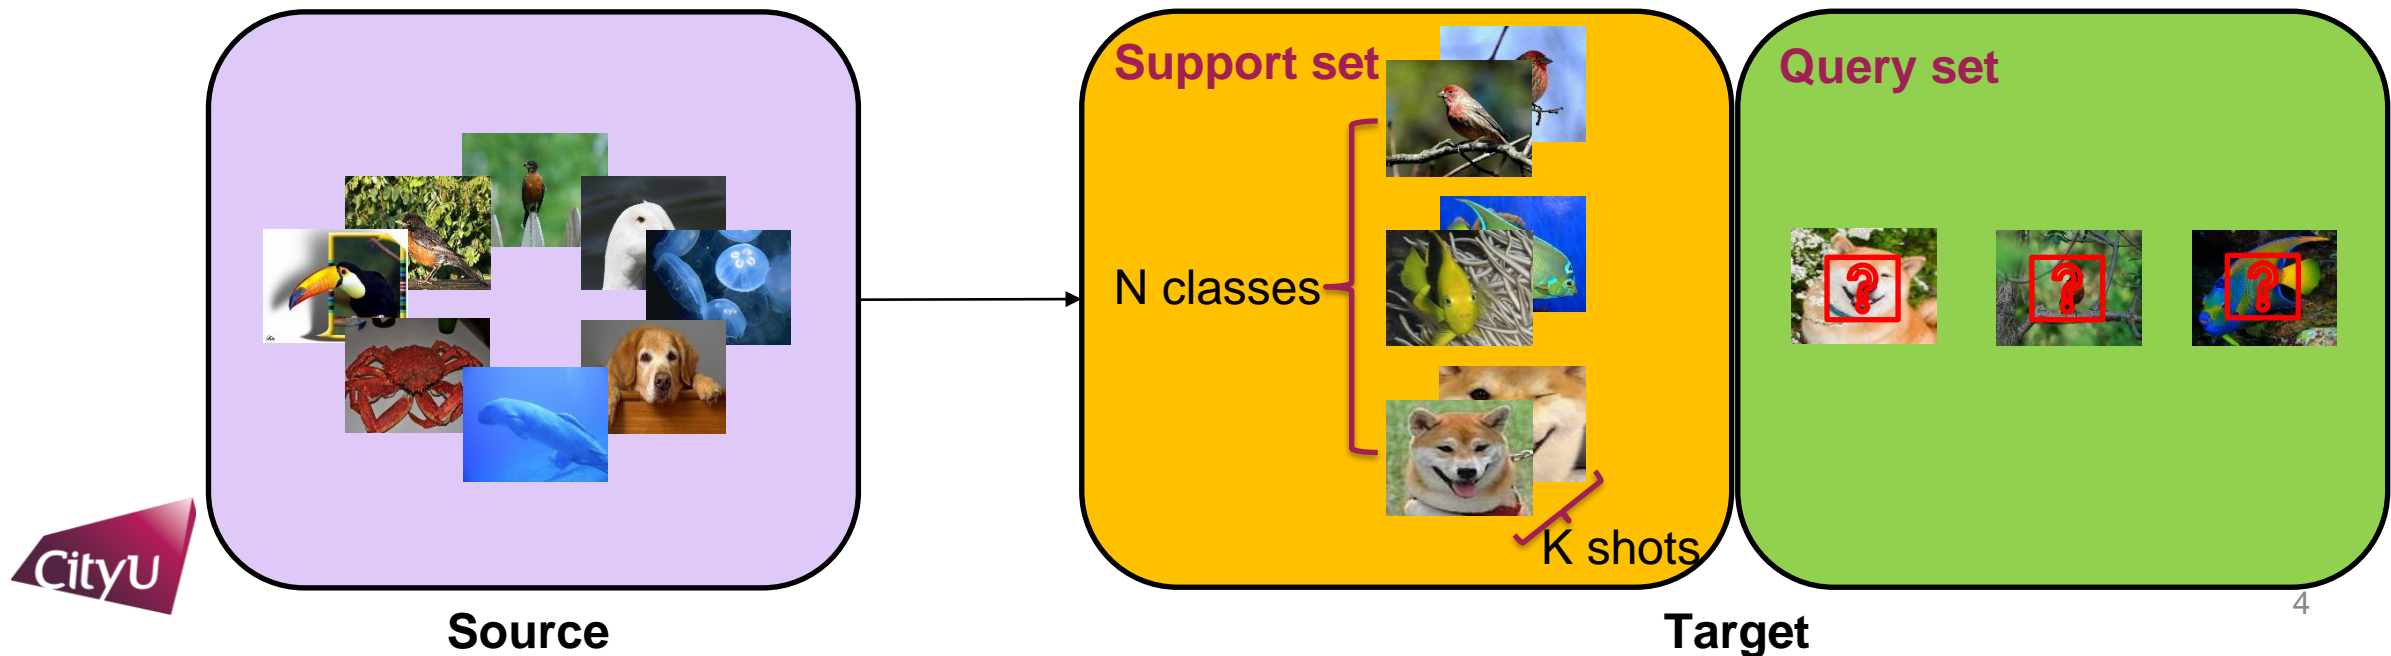 Support set
Query set
N classes
? ? ?
K shots
CityU
4
Source
Target